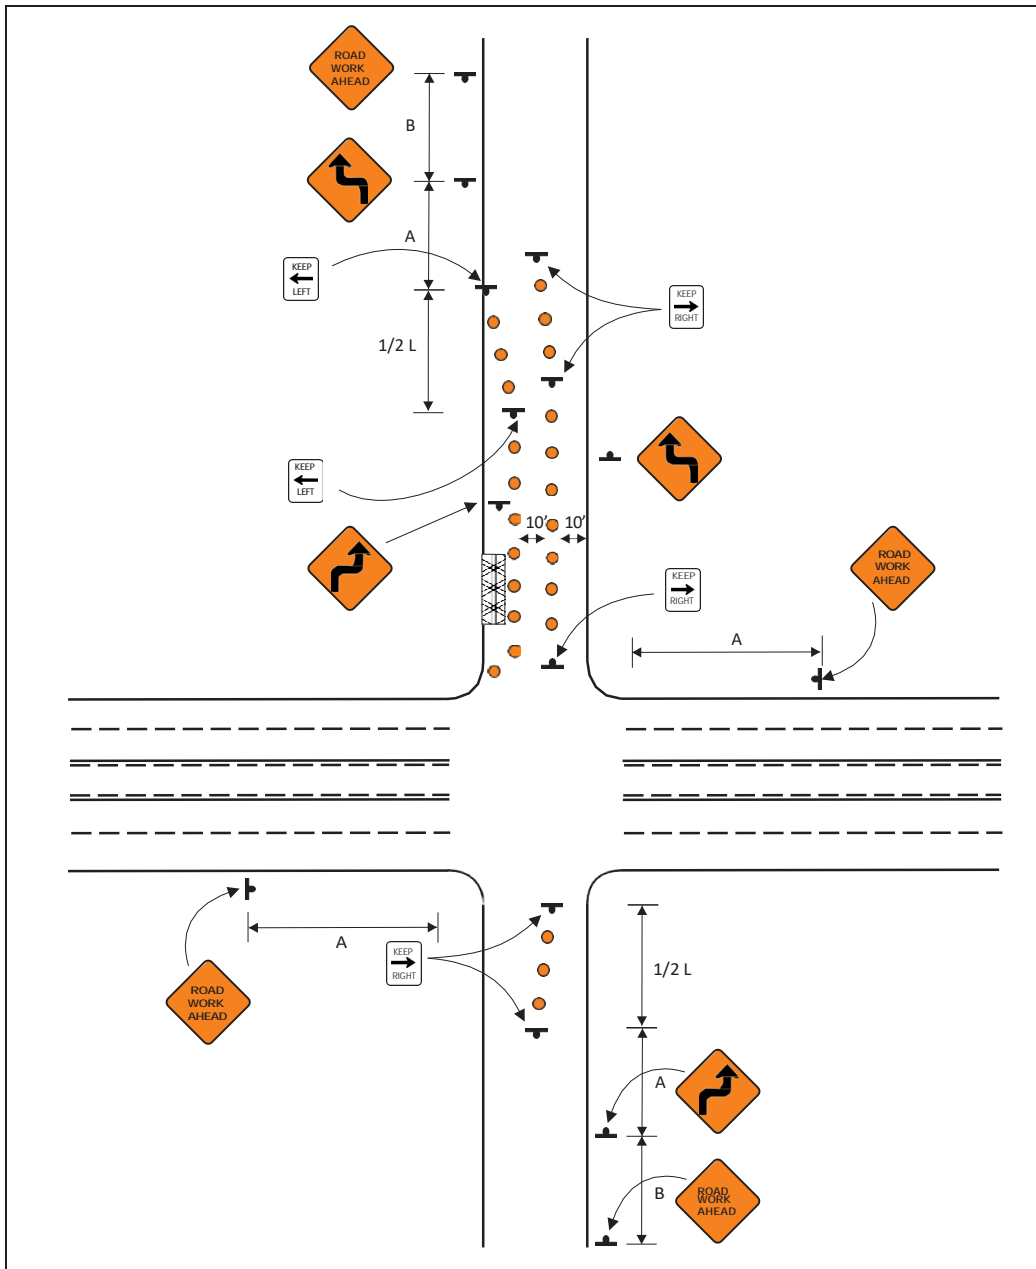 ROAD
WORK
AHEAD
B
A
KEEP
LEFT
KEEP
RIGHT
1/2 L
KEEP
LEFT
10' 10'
ROAD
WORK
AHEAD
KEEP
RIGHT
A
A
KEEP
RIGHT
1/2 L
ROAD
WORK
AHEAD
A
B
ROAD
WORK
AHEAD